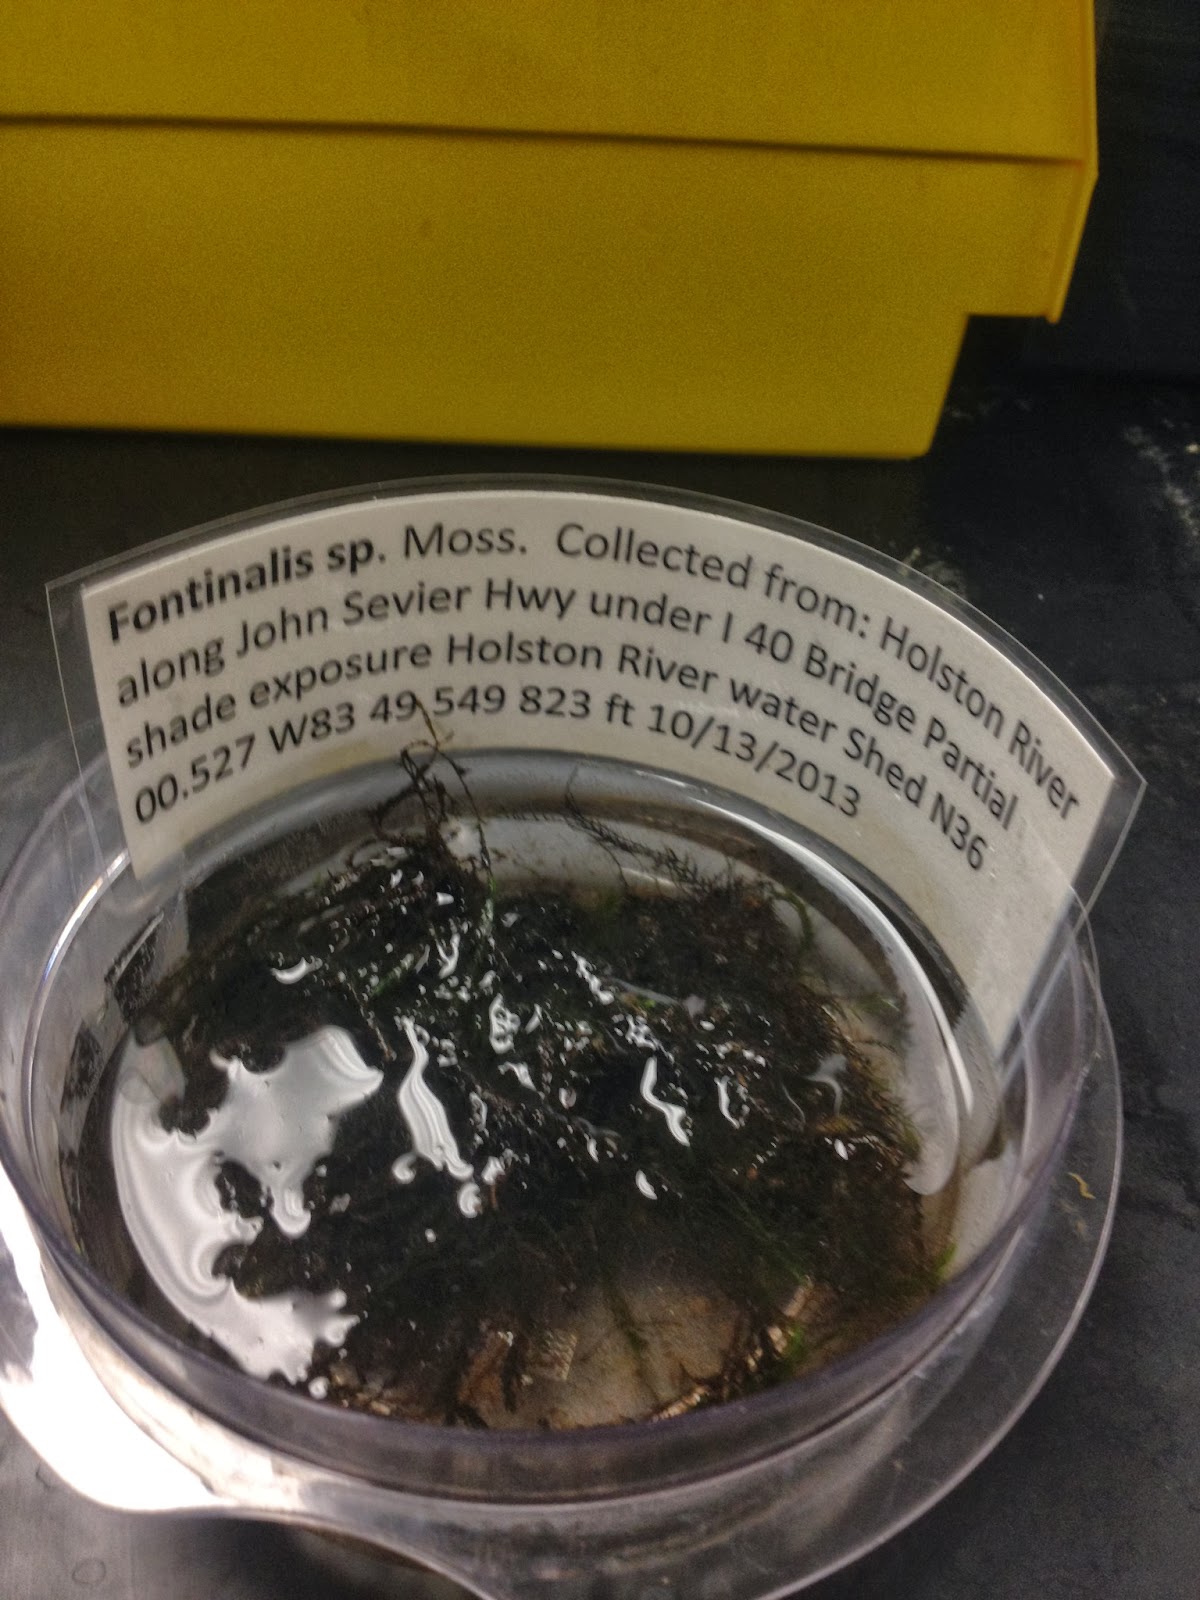 Fontinalis sp. Moss. Collected from: Holston River
along John Sevier Hwy under I 40 Bridge Partial
shade exposure Holston River water Shed N36
00.527 W83 49.549 823 ft 10/13/2013